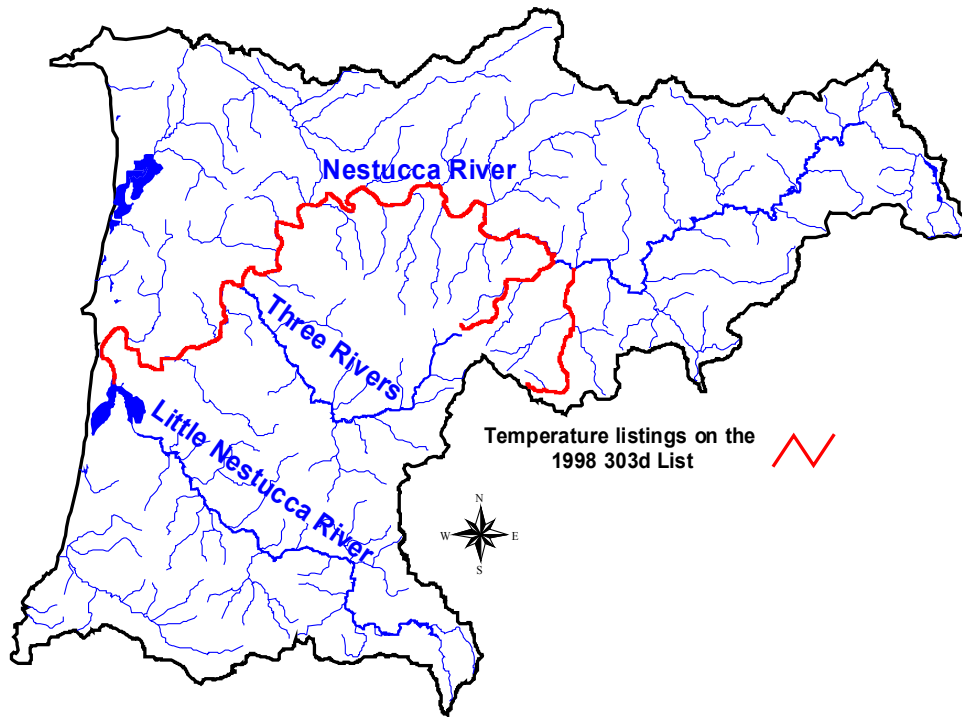 Nestucca River
Three Rivers
Little Nestucca River
Temperature listings on the
1998 303d List
N
W E
S